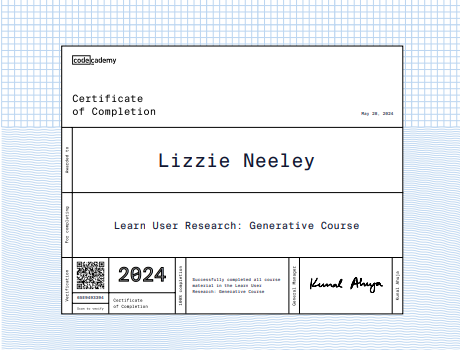 codecademy
Certificate
of Completion
May 20, 2024
Awarded to
Lizzie Neeley
For completing
Learn User Research: Generative Course
Verification
Scan to verify
2024
Certificate
of Completion
100% completion
Successfully completed all course
material in the Learn User
Research: Generative Course
General Manager
Kunal Ahuja
Kunal Ahuja